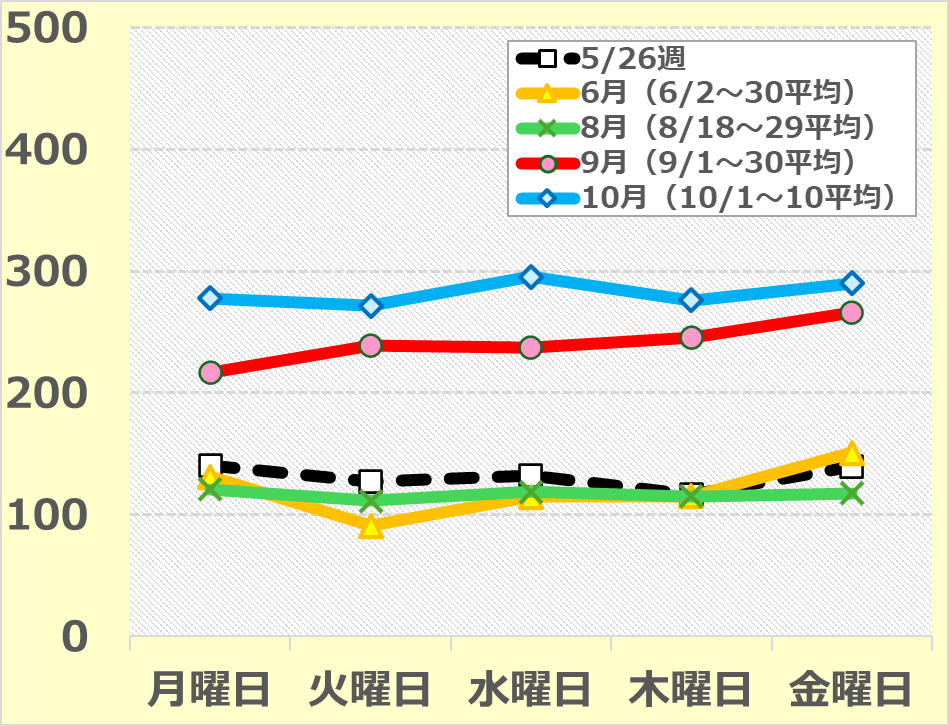 500
400
300
200
100
0
5/26週
6月（6/2～30平均）
8月（8/18～29平均）
9月（9/1～30平均）
10月（10/1～10平均）
月曜日 火曜日 水曜日 木曜日 金曜日